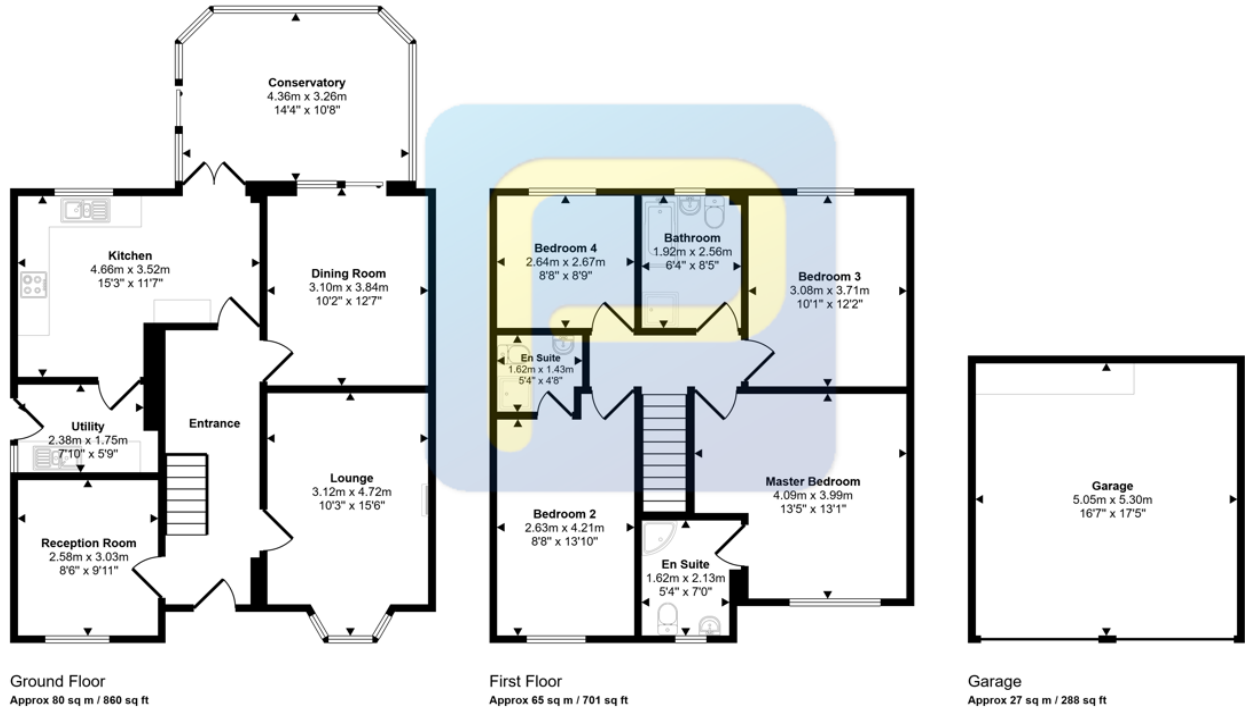 Conservatory
4.36m x 3.26m
14'4" x 10'8"
Kitchen
4.66m x 3.52m
15'3" x 11'7"
Dining Room
3.10m x 3.84m
10'2" x 12'7"
Utility
2.38m x 1.75m
7'10" x 5'9"
Entrance
Lounge
3.12m x 4.72m
10'3" x 15'6"
Reception Room
2.58m x 3.03m
8'6" x 9'11"
Ground Floor
Approx 80 sq m / 860 sq ft
Bedroom 4
2.64m x 2.67m
8'8" x 8'9"
Bathroom
1.92m x 2.56m
6'4" x 8'5"
Bedroom 3
3.08m x 3.71m
10'1" x 12'2"
En Suite
1.62m x 1.43m
5'4" x 4'8"
Bedroom 2
2.63m x 4.21m
8'8" x 13'10"
Master Bedroom
4.09m x 3.99m
13'5" x 13'1"
En Suite
1.62m x 2.13m
5'4" x 7'0"
First Floor
Approx 65 sq m / 701 sq ft
Garage
5.05m x 5.30m
16'7" x 17'5"
Garage
Approx 27 sq m / 288 sq ft